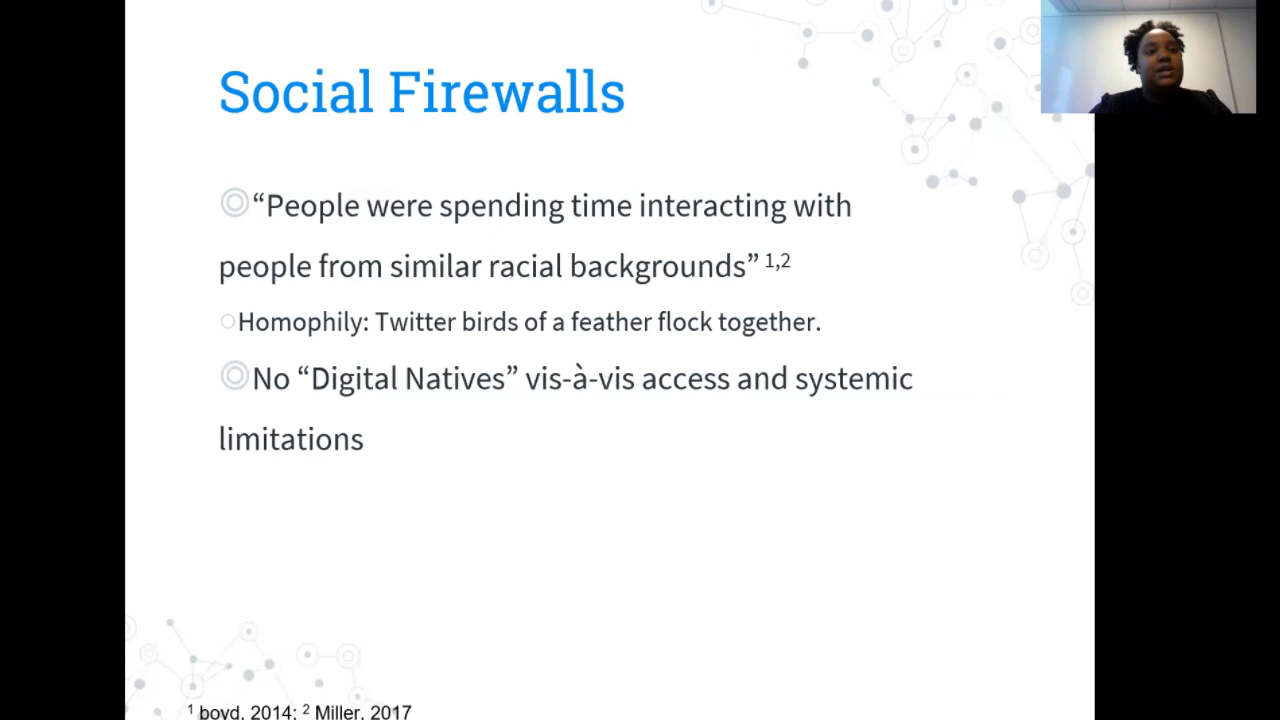 Social Firewalls
“People were spending time interacting with
people from similar racial backgrounds” 1,2
Homophily: Twitter birds of a feather flock together.
No “Digital Natives” vis-à-vis access and systemic
limitations
1 boyd, 2014; 2 Miller, 2017